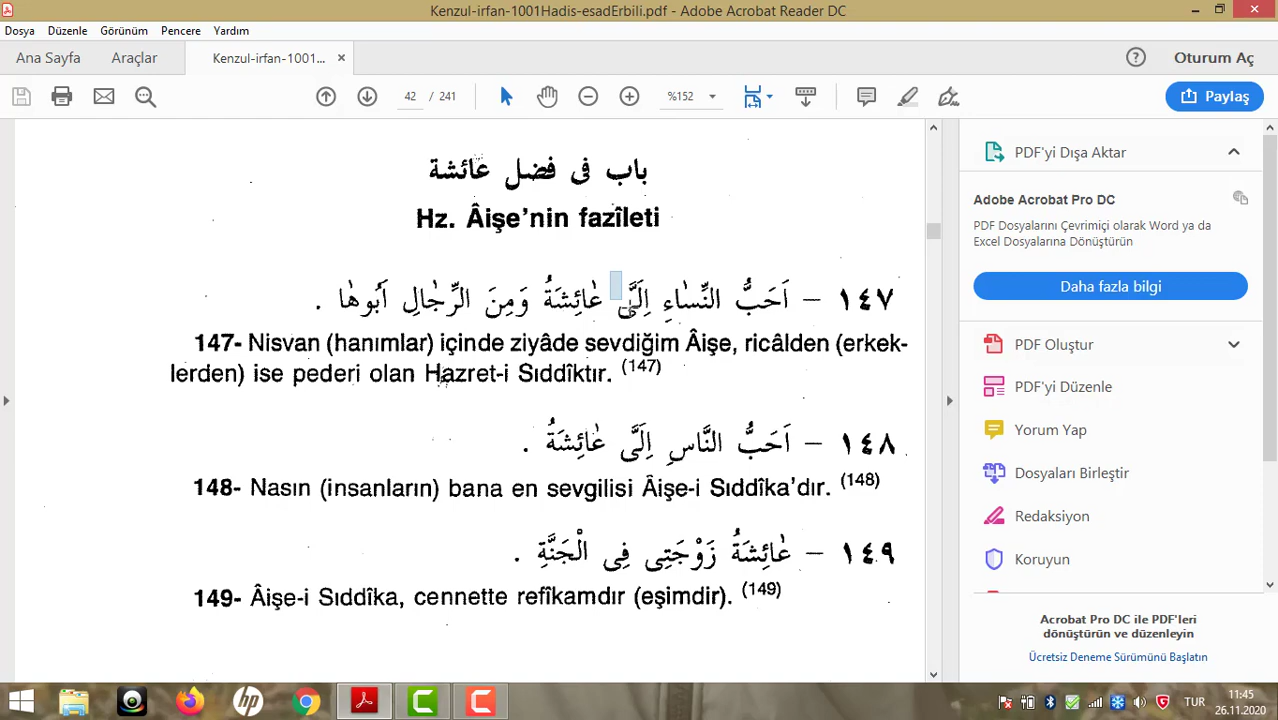 Kenzul-irfan-1001Hadis-esadErbili.pdf - Adobe Acrobat Reader DC
Dosya Düzenle Görünüm Pencere Yardım
Ana Sayfa Araçlar Kenzul-irfan-1001... × Oturum Aç
42 / 241 %152 Paylaş
باب فى فضل عائشة
Hz. Âişe'nin fazîleti
١٤٧ – اَحَبُّ النِّسَاءِ اِلَىَّ عَائِشَةُ وَمِنَ الرِّجَالِ اَبُوهَا .
147- Nisvan (hanımlar) içinde ziyâde sevdiğim Âişe, ricâlden (erkek-
lerden) ise pederi olan Hazret-i Sıddîktır. (147)
١٤٨ – اَحَبُّ النَّاسِ اِلَىَّ عَائِشَةُ .
148- Nasın (insanların) bana en sevgilisi Âişe-i Sıddîka'dır. (148)
١٤٩ – عَائِشَةُ زَوْجَتِى فِى الْجَنَّةِ .
149- Âişe-i Sıddîka, cennette refîkamdır (eşimdir). (149)
PDF'yi Dışa Aktar
Adobe Acrobat Pro DC
PDF Dosyalarını Çevrimiçi olarak Word ya da
Excel Dosyalarına Dönüştürün
Daha fazla bilgi
PDF Oluştur
PDF'yi Düzenle
Yorum Yap
Dosyaları Birleştir
Redaksiyon
Koruyun
Acrobat Pro DC ile PDF'leri
dönüştürün ve düzenleyin
Ücretsiz Deneme Sürümünü Başlatın
TUR
11:45
26.11.2020